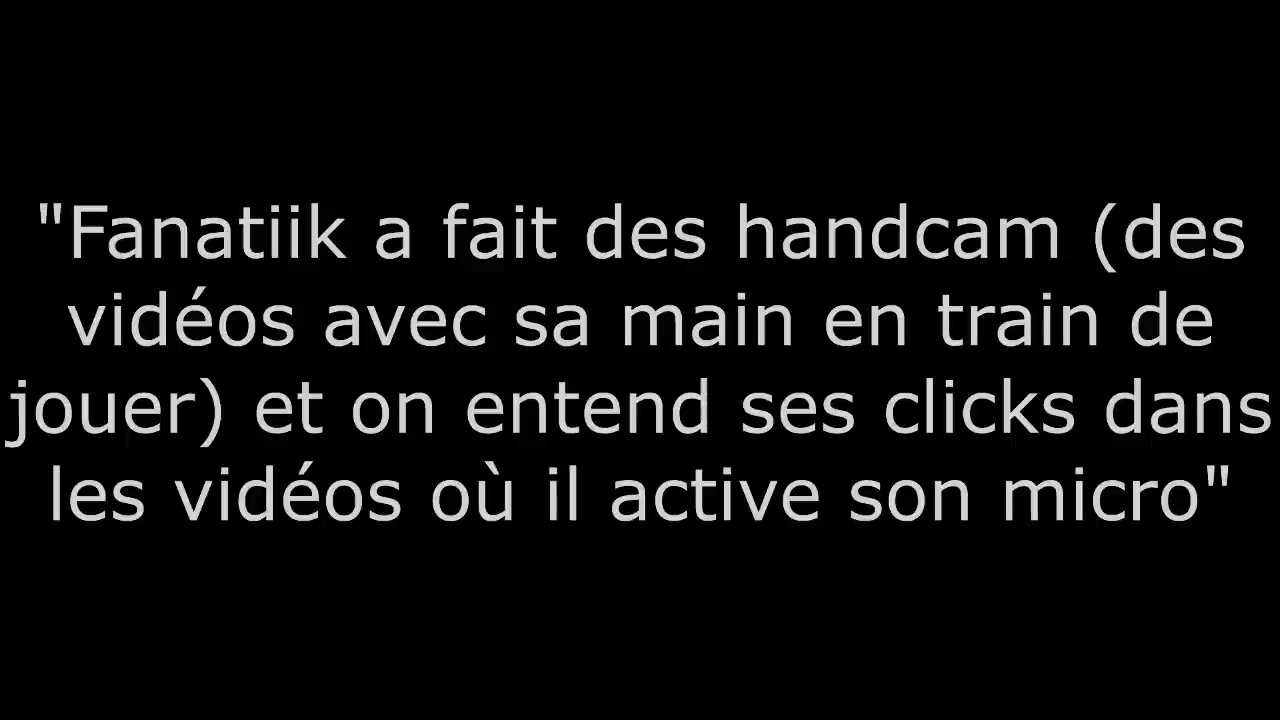 "Fanatiik a fait des handcam (des
vidéos avec sa main en train de
jouer) et on entend ses clicks dans
les vidéos où il active son micro"